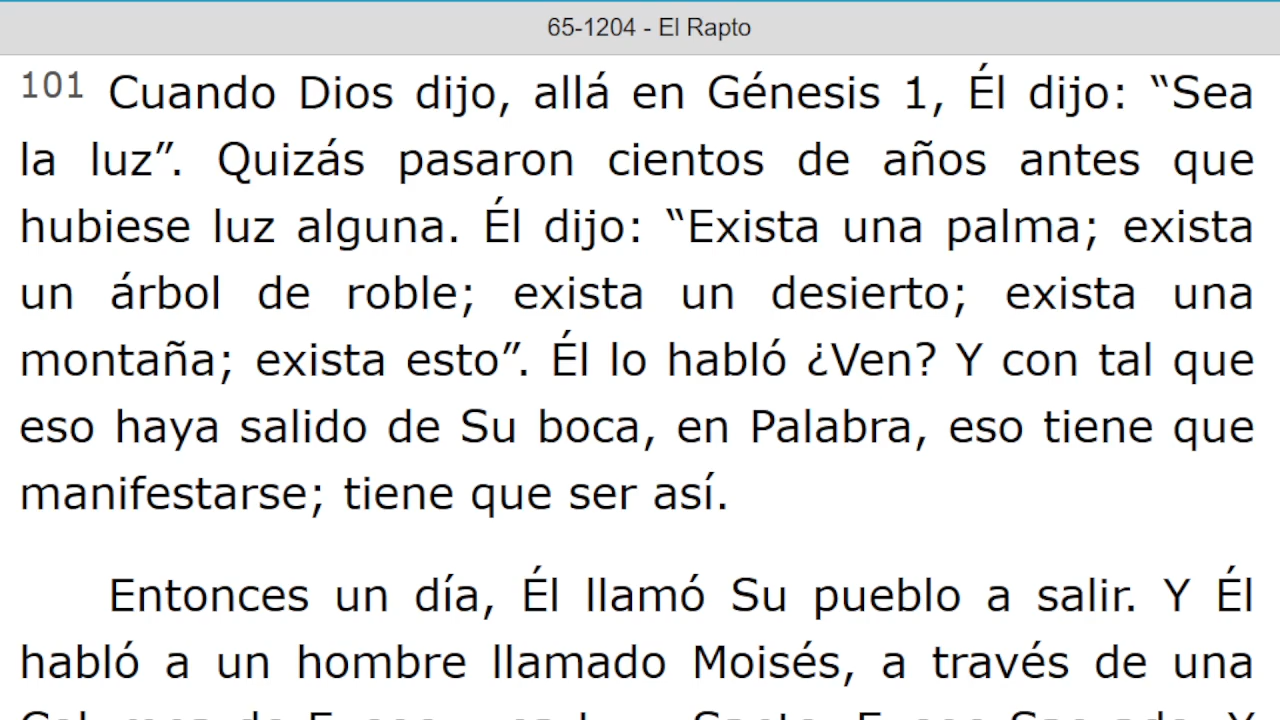 65-1204 - El Rapto
101 Cuando Dios dijo, allá en Génesis 1, Él dijo: “Sea
la luz”. Quizás pasaron cientos de años antes que
hubiese luz alguna. Él dijo: “Exista una palma; exista
un árbol de roble; exista un desierto; exista una
montaña; exista esto”. Él lo habló ¿Ven? Y con tal que
eso haya salido de Su boca, en Palabra, eso tiene que
manifestarse; tiene que ser así.
Entonces un día, Él llamó Su pueblo a salir. Y Él
habló a un hombre llamado Moisés, a través de una